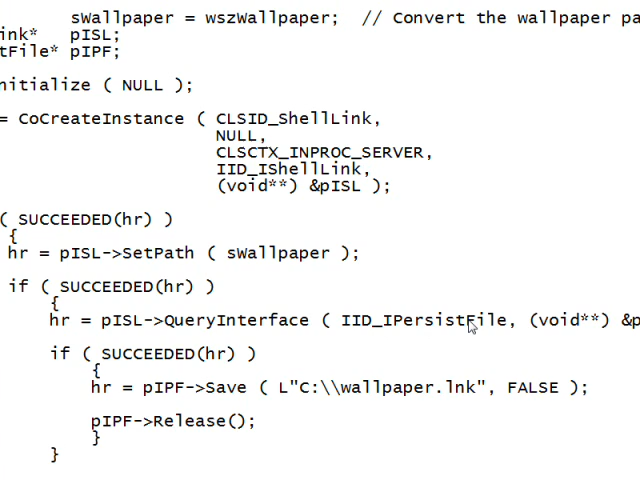 sWallpaper = wszWallpaper;  // Convert the wallpaper pa
ink*   pISL;
tFile* pIPF;
nitialize ( NULL );
= CoCreateInstance ( CLSID_ShellLink,
NULL,
CLSCTX_INPROC_SERVER,
IID_IShellLink,
(void**) &pISL );
( SUCCEEDED(hr) )
{
hr = pISL->SetPath ( sWallpaper );
if ( SUCCEEDED(hr) )
{
hr = pISL->QueryInterface ( IID_IPersistFile, (void**) &p
if ( SUCCEEDED(hr) )
{
hr = pIPF->Save ( L"C:\\wallpaper.lnk", FALSE );
pIPF->Release();
}
}